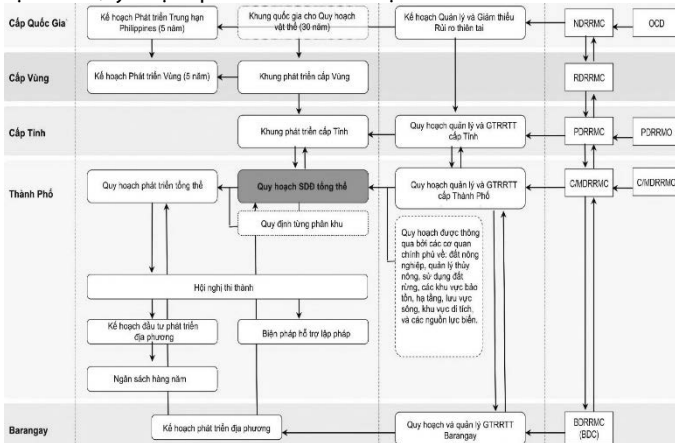 Cấp Quốc Gia
Kế hoạch Phát triển Trung hạn
Philippines (5 năm)
Khung quốc gia cho Quy hoạch
vật thể (30 năm)
Kế hoạch Quản lý và Giảm thiểu
Rủi ro thiên tai
NDRRMC
OCD
Cấp Vùng
Kế hoạch Phát triển Vùng (5 năm)
Khung phát triển cấp Vùng
RDRRMC
Cấp Tỉnh
Khung phát triển cấp Tỉnh
Quy hoạch quản lý và GTRRTT
cấp Tỉnh
PDRRMC
PDRRMO
Thành Phố
Quy hoạch phát triển tổng thể
Quy hoạch SDĐ tổng thể
Quy hoạch quản lý và GTRRTT
cấp Thành Phố
C/MDRRMC
C/MDRRMO
Quy định từng phân khu
Quy hoạch được thông
qua bởi các cơ quan
chính phủ về: đất nông
nghiệp, quản lý thủy
nông, sử dụng đất
rừng, các khu vực bảo
tồn, hạ tầng, lưu vực
sông, khu vực di tích,
và các nguồn lực biển.
Hội nghị thị thành
Kế hoạch đầu tư phát triển
địa phương
Biện pháp hỗ trợ lập pháp
Ngân sách hàng năm
Barangay
Kế hoạch phát triển địa phương
Quy hoạch và quản lý GTRRTT
Barangay
BDRRMC
(BDC)